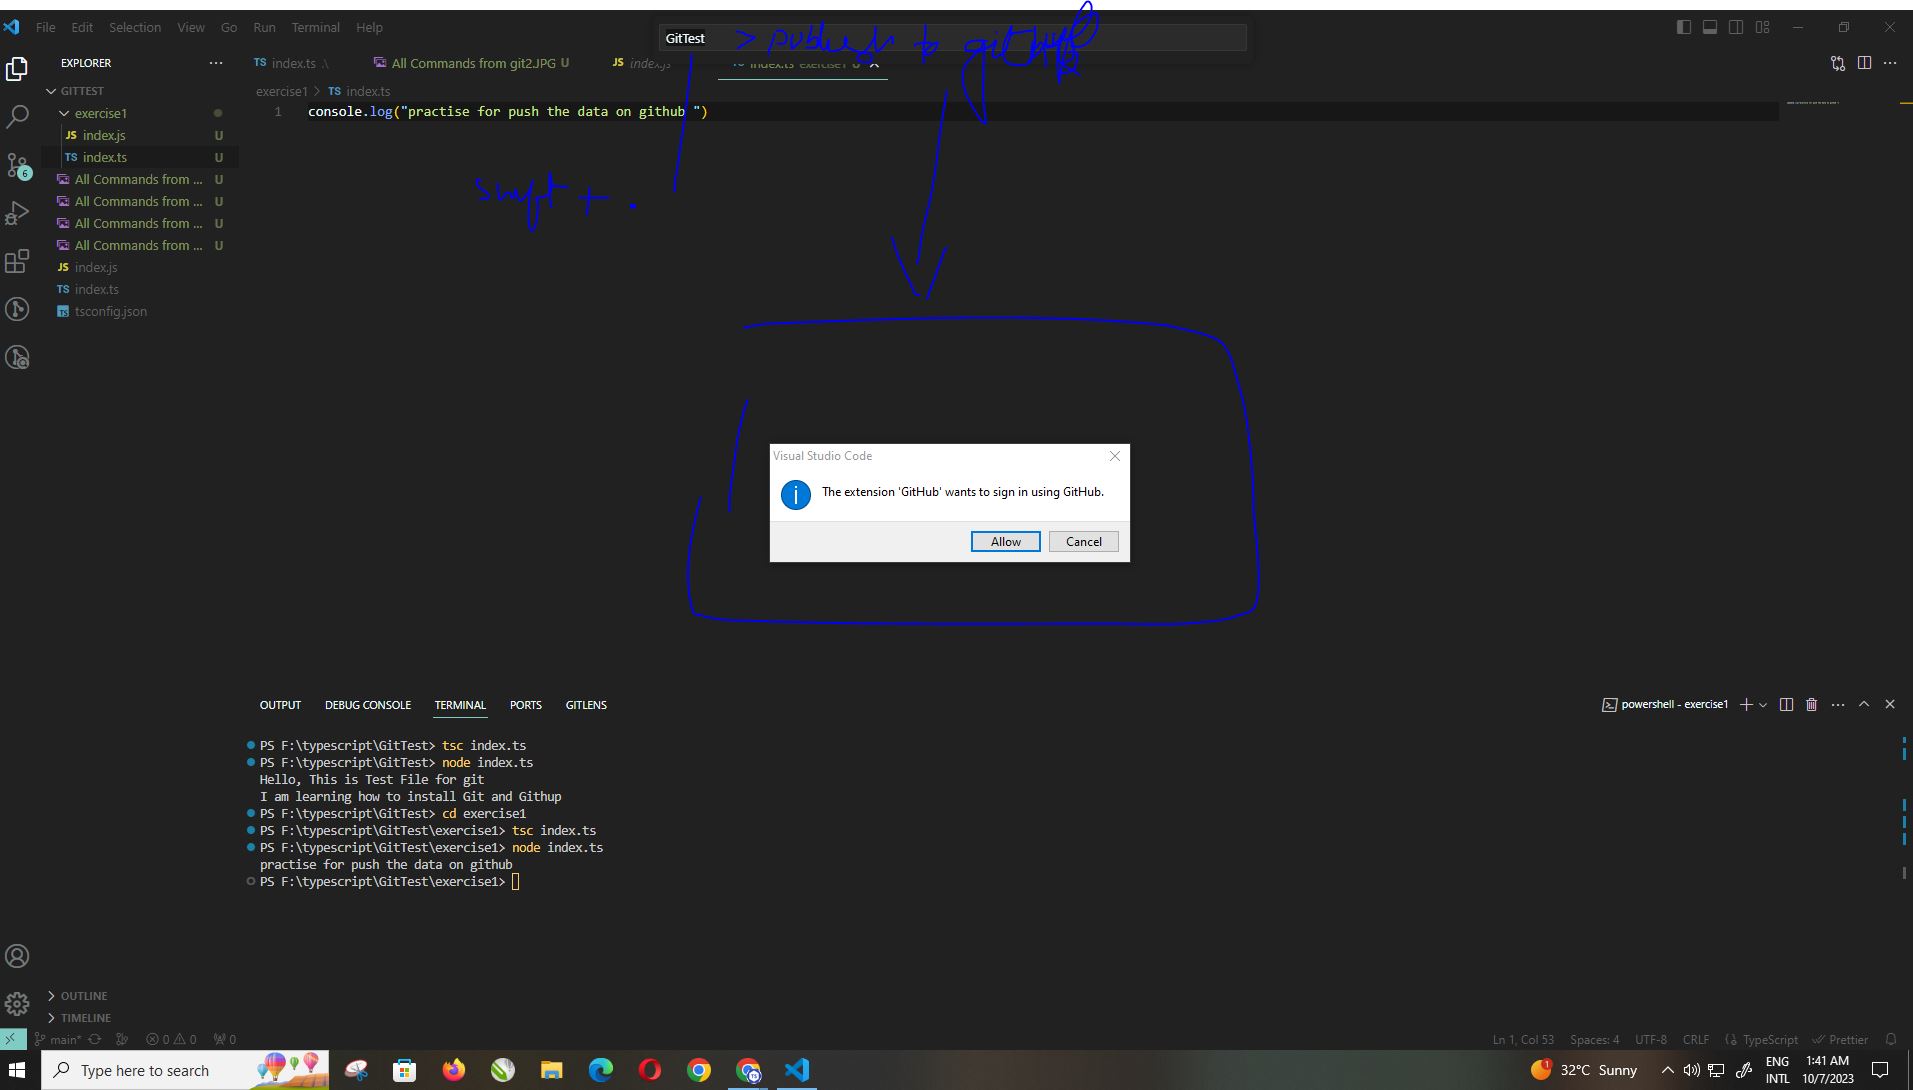 File Edit Selection View Go Run Terminal Help
GitTest
> publish to github
EXPLORER
TS index.ts .\ All Commands from git2.JPG U JS index.js TS index.ts exercise1 U
GITTEST
exercise1 > TS index.ts
exercise1
1 console.log("practise for push the data on github ")
JS index.js U
TS index.ts U
6
All Commands from ... U
shift + .
All Commands from ... U
All Commands from ... U
All Commands from ... U
JS index.js
TS index.ts
TS tsconfig.json
Visual Studio Code
The extension 'GitHub' wants to sign in using GitHub.
Allow Cancel
OUTPUT DEBUG CONSOLE TERMINAL PORTS GITLENS powershell - exercise1
PS F:\typescript\GitTest> tsc index.ts
PS F:\typescript\GitTest> node index.ts
Hello, This is Test File for git
I am learning how to install Git and Githup
PS F:\typescript\GitTest> cd exercise1
PS F:\typescript\GitTest\exercise1> tsc index.ts
PS F:\typescript\GitTest\exercise1> node index.ts
practise for push the data on github
PS F:\typescript\GitTest\exercise1>
OUTLINE
TIMELINE
main* 0 0 0 Ln 1, Col 53 Spaces: 4 UTF-8 CRLF TypeScript Prettier
Type here to search 1 32°C Sunny ENG INTL 1:41 AM 10/7/2023